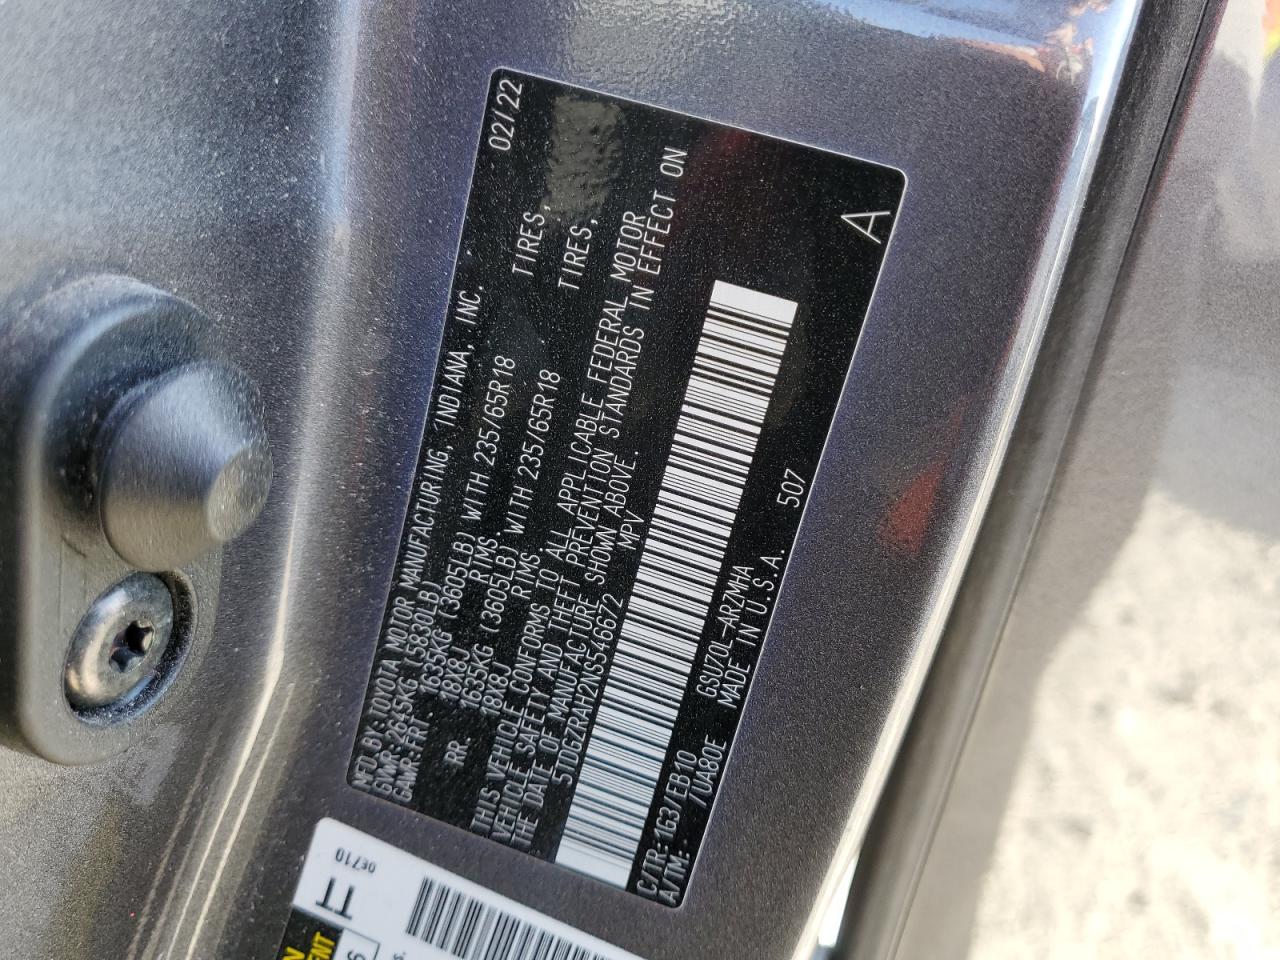 MFD BY:TOYOTA MOTOR MANUFACTURING, INDIANA, INC. 02/22
GVWR:2645KG (5830LB)
GAWR:FRT 1635KG (3605LB) WITH 235/65R18 TIRES,
18X8J RIMS,
RR. 1635KG (3605LB) WITH 235/65R18 TIRES,
18X8J RIMS,
THIS VEHICLE CONFORMS TO ALL APPLICABLE FEDERAL MOTOR
VEHICLE SAFETY AND THEFT PREVENTION STANDARDS IN EFFECT ON
THE DATE OF MANUFACTURE SHOWN ABOVE.
5TDGZRAH2NS546672 MPV
A
C/TR: 1G3/EB10 GSU70-ARZMHA 507
A/TM: /UA80E MADE IN U.S.A.
0E710
TT